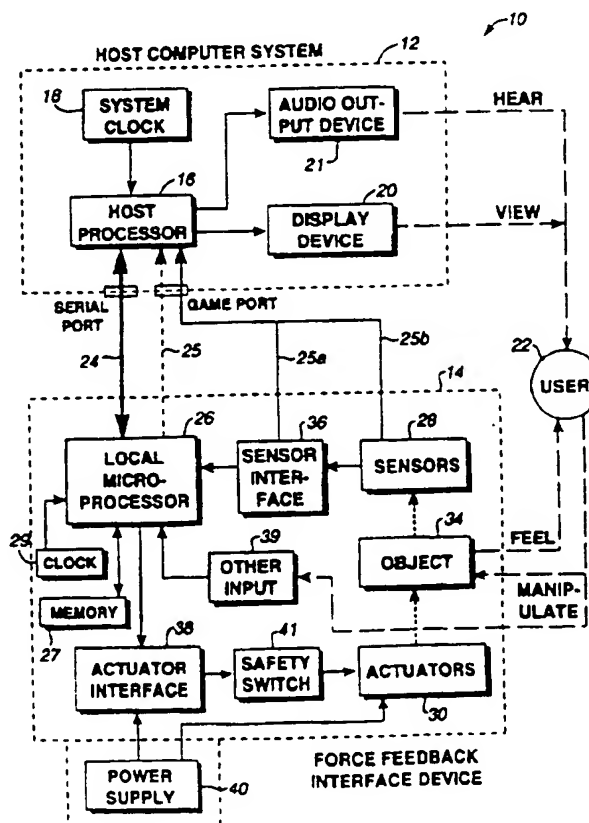 10
HOST COMPUTER SYSTEM
12
18
SYSTEM
CLOCK
AUDIO OUT-
PUT DEVICE
21
HEAR
16
HOST
PROCESSOR
20
DISPLAY
DEVICE
VIEW
SERIAL
PORT
GAME PORT
24
25
25a
25b
22
USER
14
26
LOCAL
MICRO-
PROCESSOR
36
SENSOR
INTER-
FACE
28
SENSORS
29
CLOCK
39
OTHER
INPUT
34
OBJECT
FEEL
MANIP-
ULATE
MEMORY
27
38
ACTUATOR
INTERFACE
41
SAFETY
SWITCH
ACTUATORS
30
FORCE FEEDBACK
INTERFACE DEVICE
POWER
SUPPLY
40